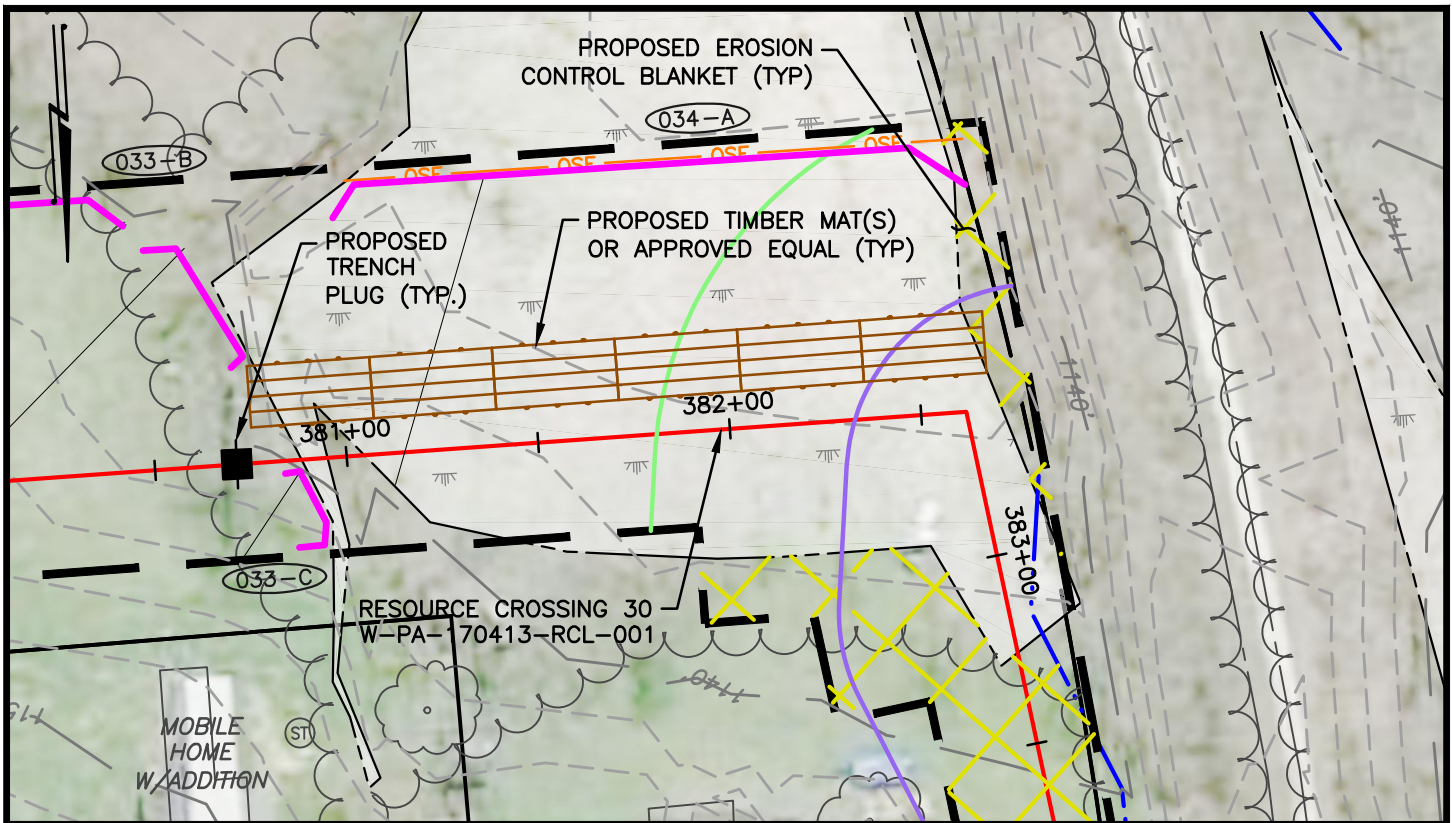 PROPOSED EROSION
CONTROL BLANKET (TYP)
034-A
033-B
OSF
OSF
OSF
OSF
PROPOSED TIMBER MAT(S)
OR APPROVED EQUAL (TYP)
PROPOSED
TRENCH
PLUG (TYP.)
1140'
1140'
382+00
381+00
383+00
033-C
RESOURCE CROSSING 30
W-PA-170413-RCL-001
1140'
ST
MOBILE
HOME
W/ADDITION